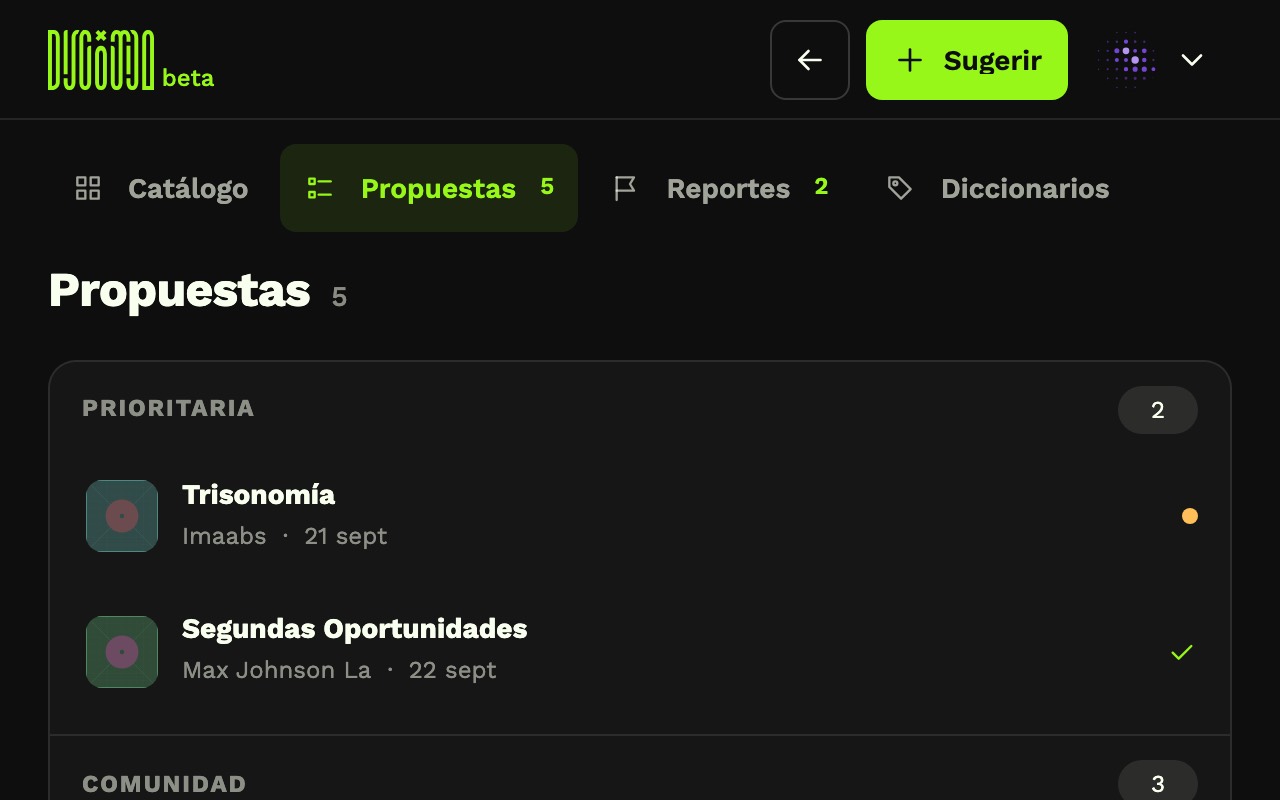 beta
Sugerir
Catálogo
Propuestas 5
Reportes 2
Diccionarios
Propuestas 5
PRIORITARIA 2
Trisonomía
Imaabs · 21 sept
Segundas Oportunidades
Max Johnson La · 22 sept
COMUNIDAD 3